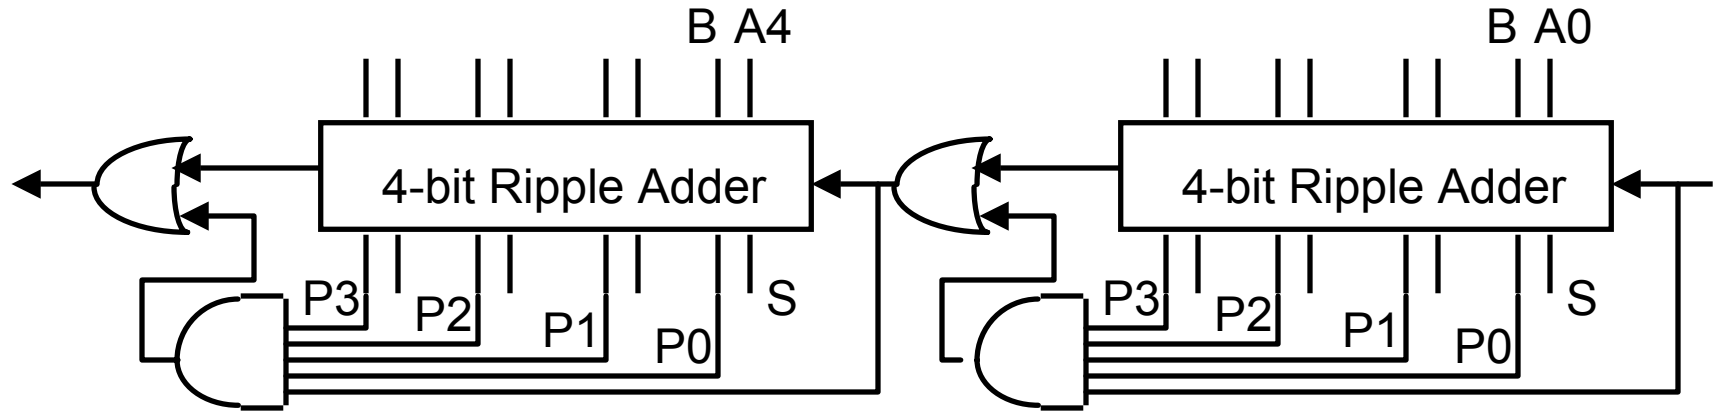 B A4 B A0
4-bit Ripple Adder 4-bit Ripple Adder
P3 P2 P1 P0 S P3 P2 P1 P0 S